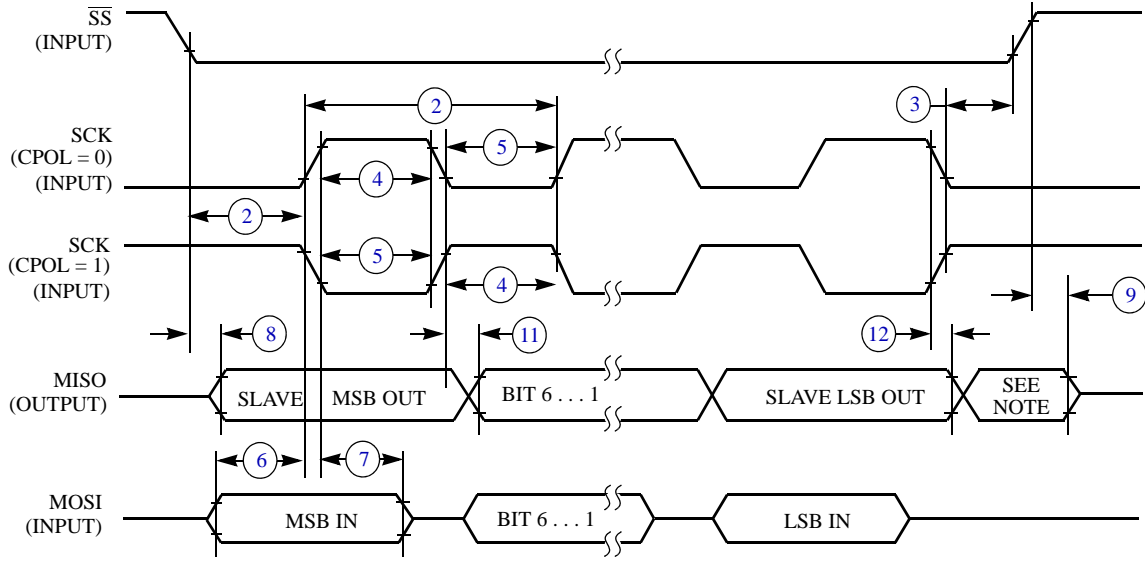 SS
(INPUT)
2
3
SCK
(CPOL = 0)
(INPUT)
5
4
2
SCK
(CPOL = 1)
(INPUT)
5
4
9
8
11
12
MISO
(OUTPUT)
SLAVE MSB OUT
BIT 6 . . . 1
SLAVE LSB OUT
SEE
NOTE
6
7
MOSI
(INPUT)
MSB IN
BIT 6 . . . 1
LSB IN